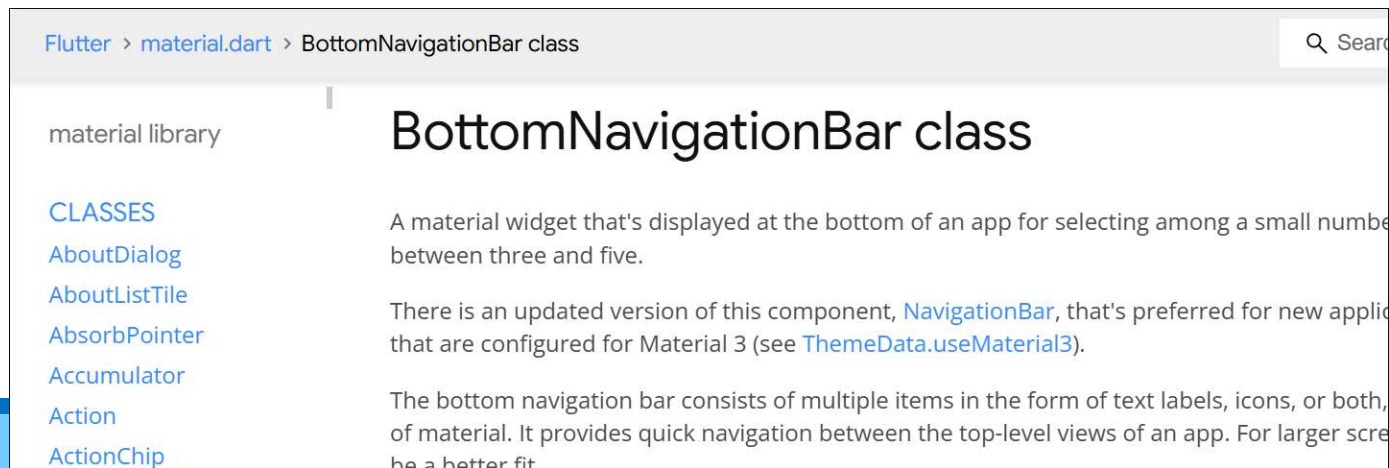 Flutter > material.dart > BottomNavigationBar class
Sear
material library
CLASSES
AboutDialog
AboutListTile
AbsorbPointer
Accumulator
Action
ActionChip
BottomNavigationBar class
A material widget that's displayed at the bottom of an app for selecting among a small numbe
between three and five.
There is an updated version of this component, NavigationBar, that's preferred for new applic
that are configured for Material 3 (see ThemeData.useMaterial3).
The bottom navigation bar consists of multiple items in the form of text labels, icons, or both,
of material. It provides quick navigation between the top-level views of an app. For larger scre
be a better fit